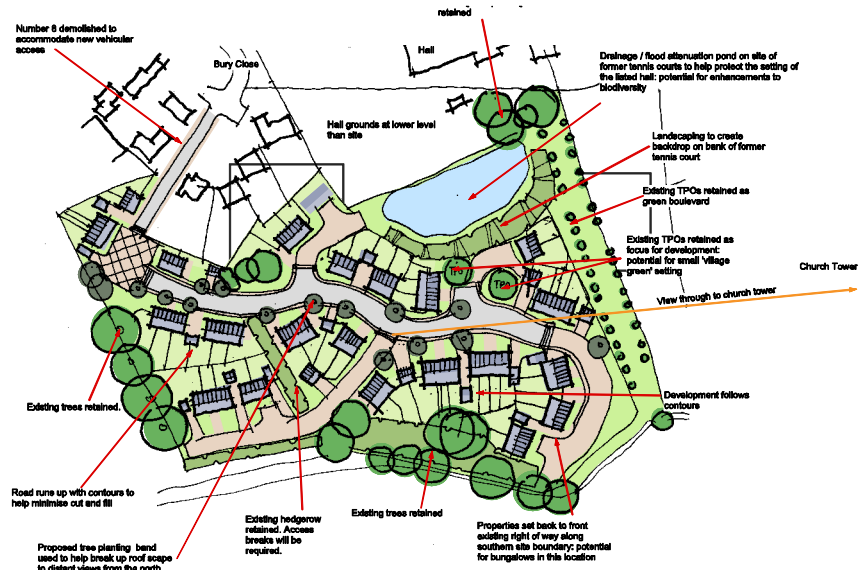 retained
Number 8 demolished to
accommodate new vehicular
access
Bury Close
Hall
Drainage / flood attenuation pond on site of
former tennis courts to help protect the setting of
the listed hall: potential for enhancements to
biodiversity
Hall grounds at lower level
than site
Landscaping to create
backdrop on bank of former
tennis court
Existing TPOs retained as
green boulevard
Existing TPOs retained as
focus for development:
potential for small 'village
green' setting
Church Tower
TPO
TPO
View through to church tower
Existing trees retained.
Development follows
contours
Road runs up with contours to
help minimise cut and fill
Existing hedgerow
retained. Access
breaks will be
required.
Existing trees retained
Properties set back to front
existing right of way along
southern site boundary: potential
for bungalows in this location
Proposed tree planting band
used to help break up roof scape
to distant views from the north